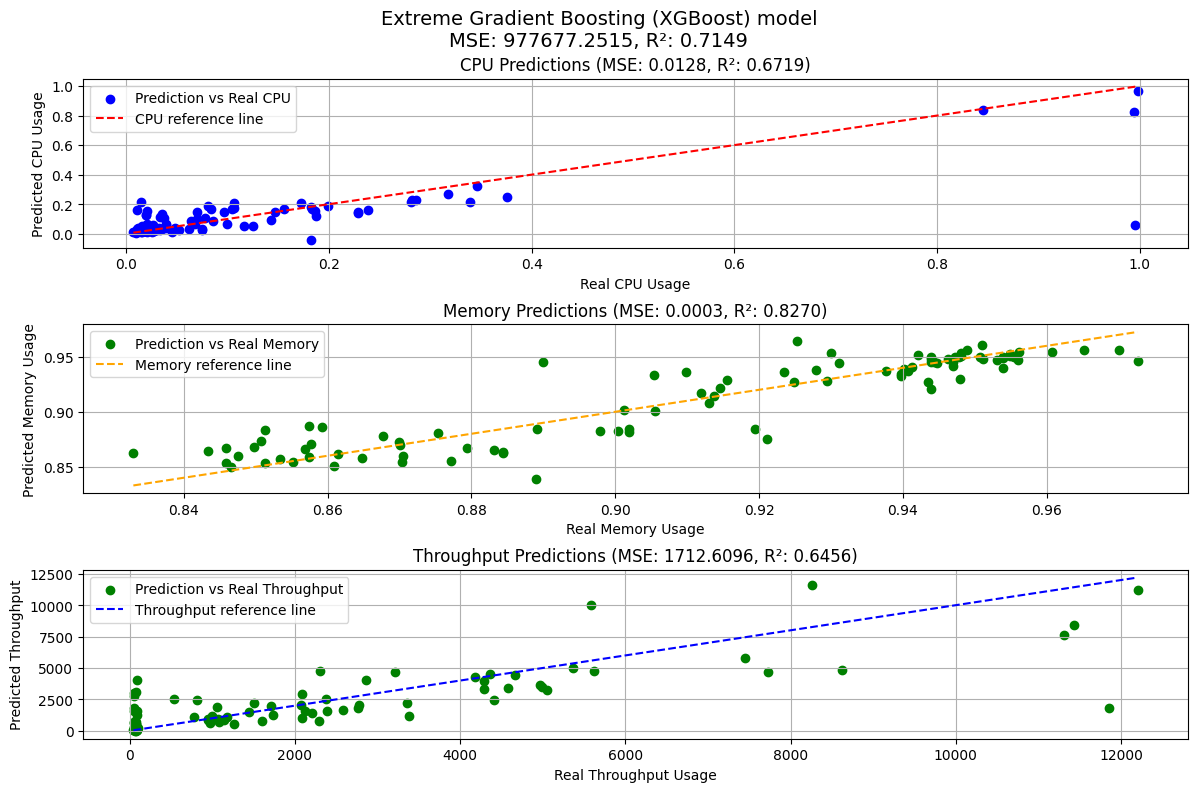 Extreme Gradient Boosting (XGBoost) model
MSE: 977677.2515, R²: 0.7149
CPU Predictions (MSE: 0.0128, R²: 0.6719)
Prediction vs Real CPU
CPU reference line
Predicted CPU Usage
1.0
0.8
0.6
0.4
0.2
0.0
0.0 0.2 0.4 0.6 0.8 1.0
Real CPU Usage
Memory Predictions (MSE: 0.0003, R²: 0.8270)
Prediction vs Real Memory
Memory reference line
Predicted Memory Usage
0.95
0.90
0.85
0.84 0.86 0.88 0.90 0.92 0.94 0.96
Real Memory Usage
Throughput Predictions (MSE: 1712.6096, R²: 0.6456)
Prediction vs Real Throughput
Throughput reference line
Predicted Throughput
12500
10000
7500
5000
2500
0
0 2000 4000 6000 8000 10000 12000
Real Throughput Usage